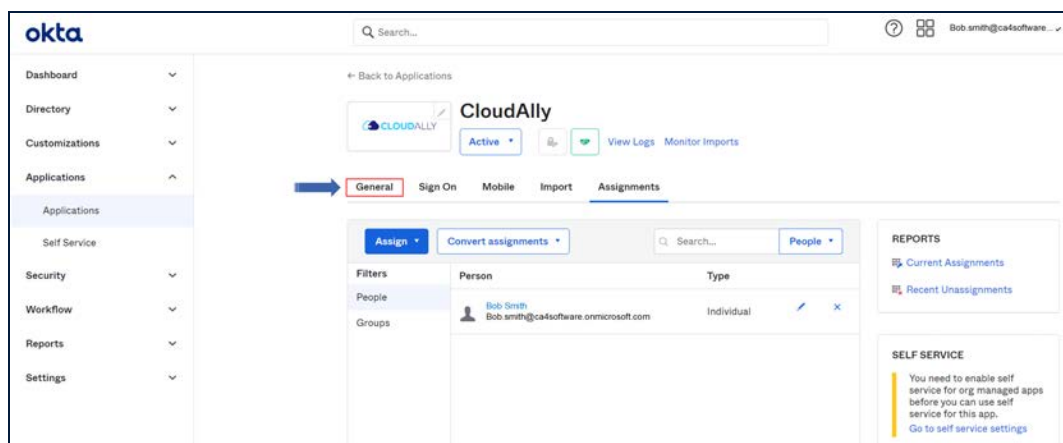 okta
Search...
Bob.smith@ca4software...
Dashboard
Directory
Customizations
Applications
Applications
Self Service
Security
Workflow
Reports
Settings
← Back to Applications
CLOUDALLY
CloudAlly
Active
View Logs
Monitor Imports
General
Sign On
Mobile
Import
Assignments
Assign
Convert assignments
Search...
People
Filters
People
Groups
Person
Type
Bob Smith
Bob.smith@ca4software.onmicrosoft.com
Individual
REPORTS
Current Assignments
Recent Unassignments
SELF SERVICE
You need to enable self
service for org managed apps
before you can use self
service for this app.
Go to self service settings